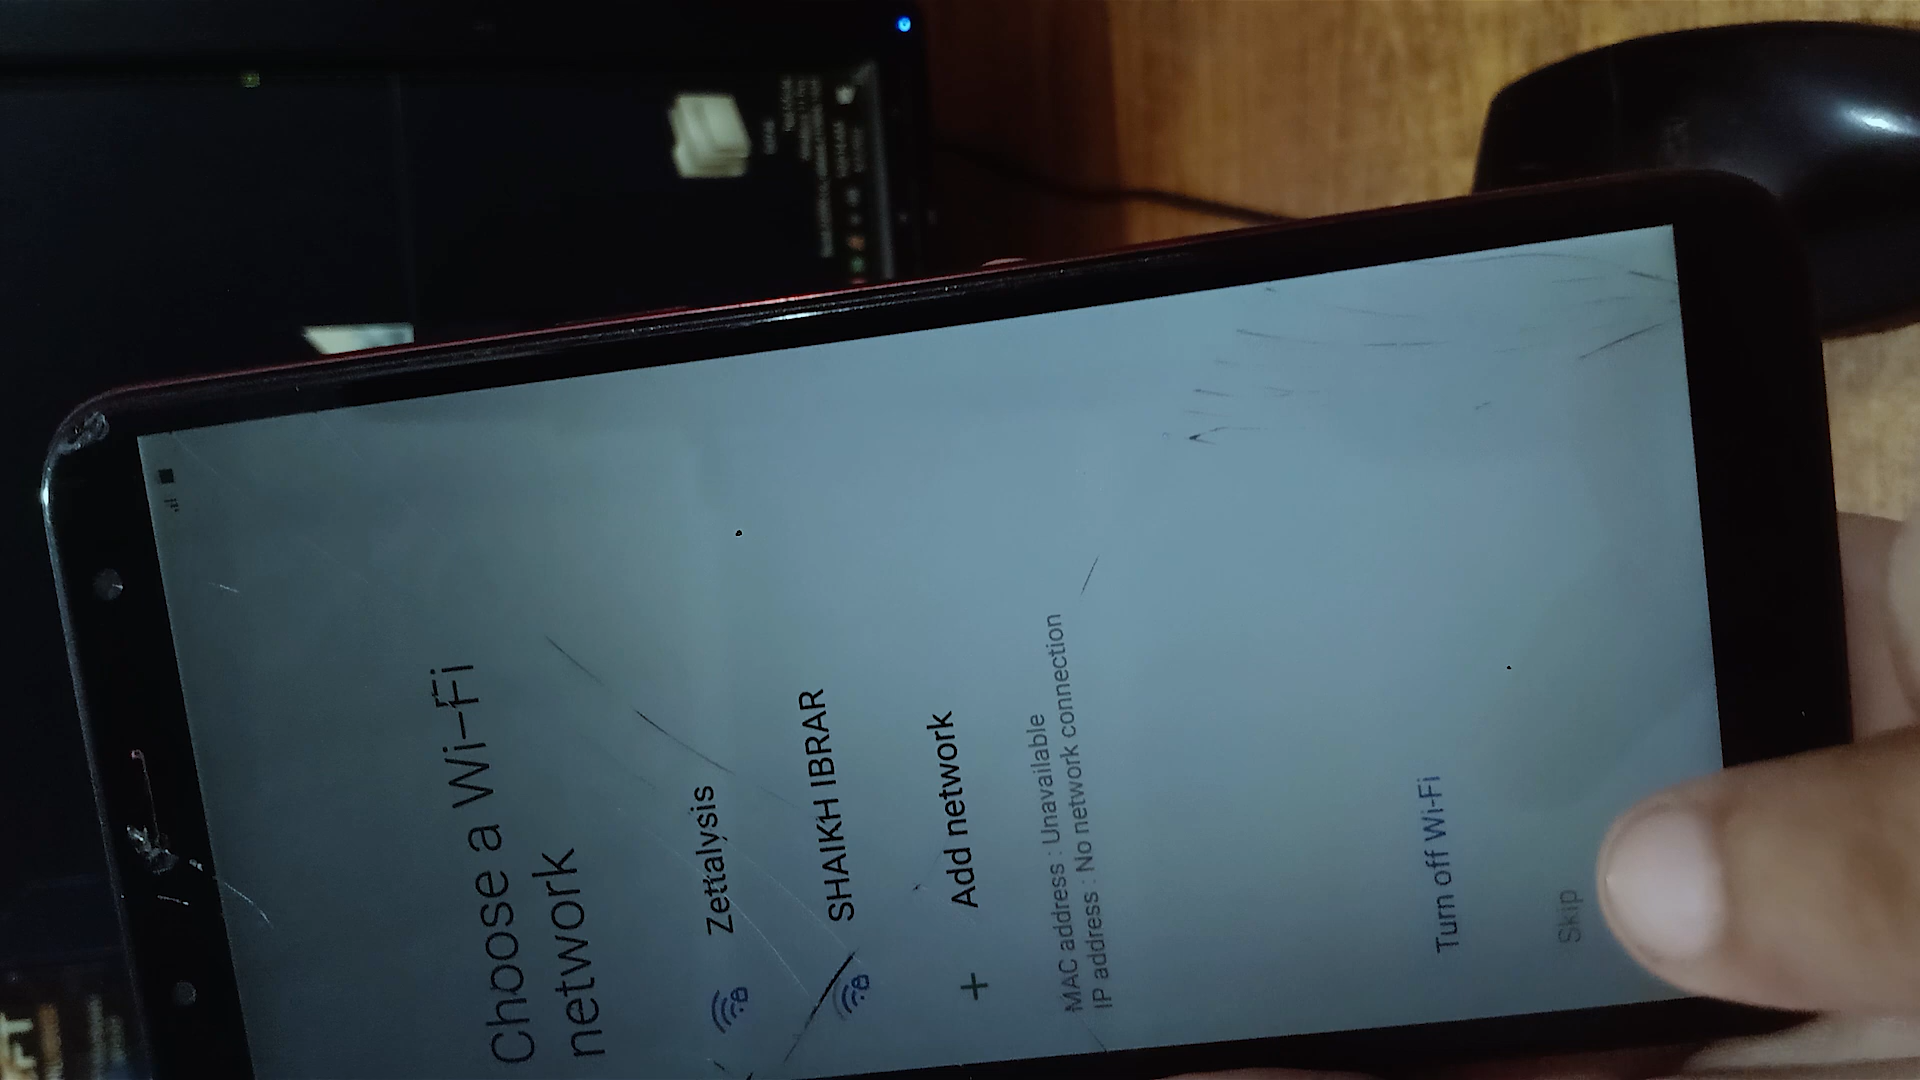 Choose a Wi-Fi
network
Zettalysis
SHAIKH IBRAR
+ Add network
MAC address : Unavailable
IP address : No network connection
Turn off Wi-Fi
Skip